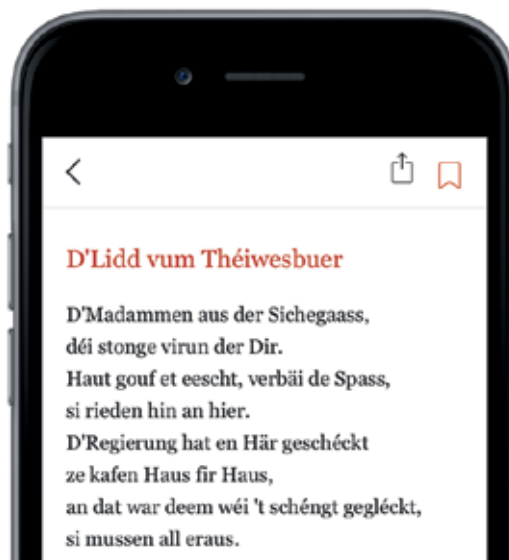 D'Lidd vum Théiwesbuer
D'Madammen aus der Sichegaass,
déi stonge virun der Dir.
Haut gouf et eescht, verbäi de Spass,
si rieden hin an hier.
D'Regierung hat en Här geschéckt
ze kafen Haus fir Haus,
an dat war deem wéi 't schéngt gegléckt,
si mussen all eraus.